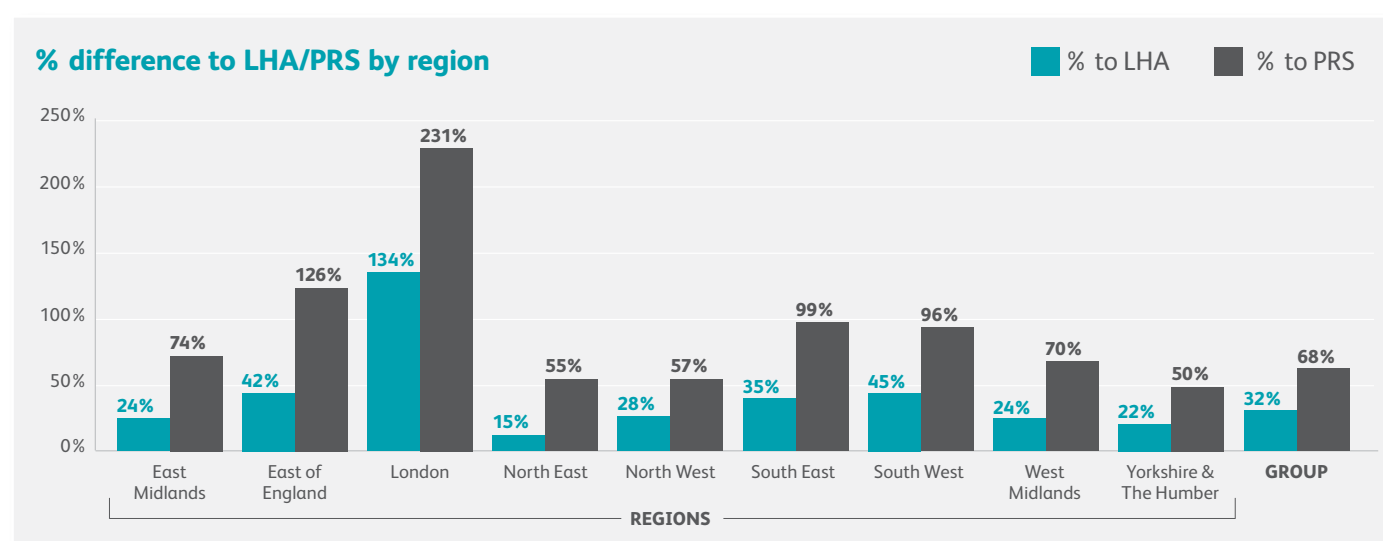 % difference to LHA/PRS by region
% to LHA
% to PRS
250%
200%
150%
100%
50%
0%
24%
74%
42%
126%
134%
231%
15%
55%
28%
57%
35%
99%
45%
96%
24%
70%
22%
50%
32%
68%
East
Midlands
East of
England
London
North East
North West
South East
South West
West
Midlands
Yorkshire &
The Humber
GROUP
REGIONS